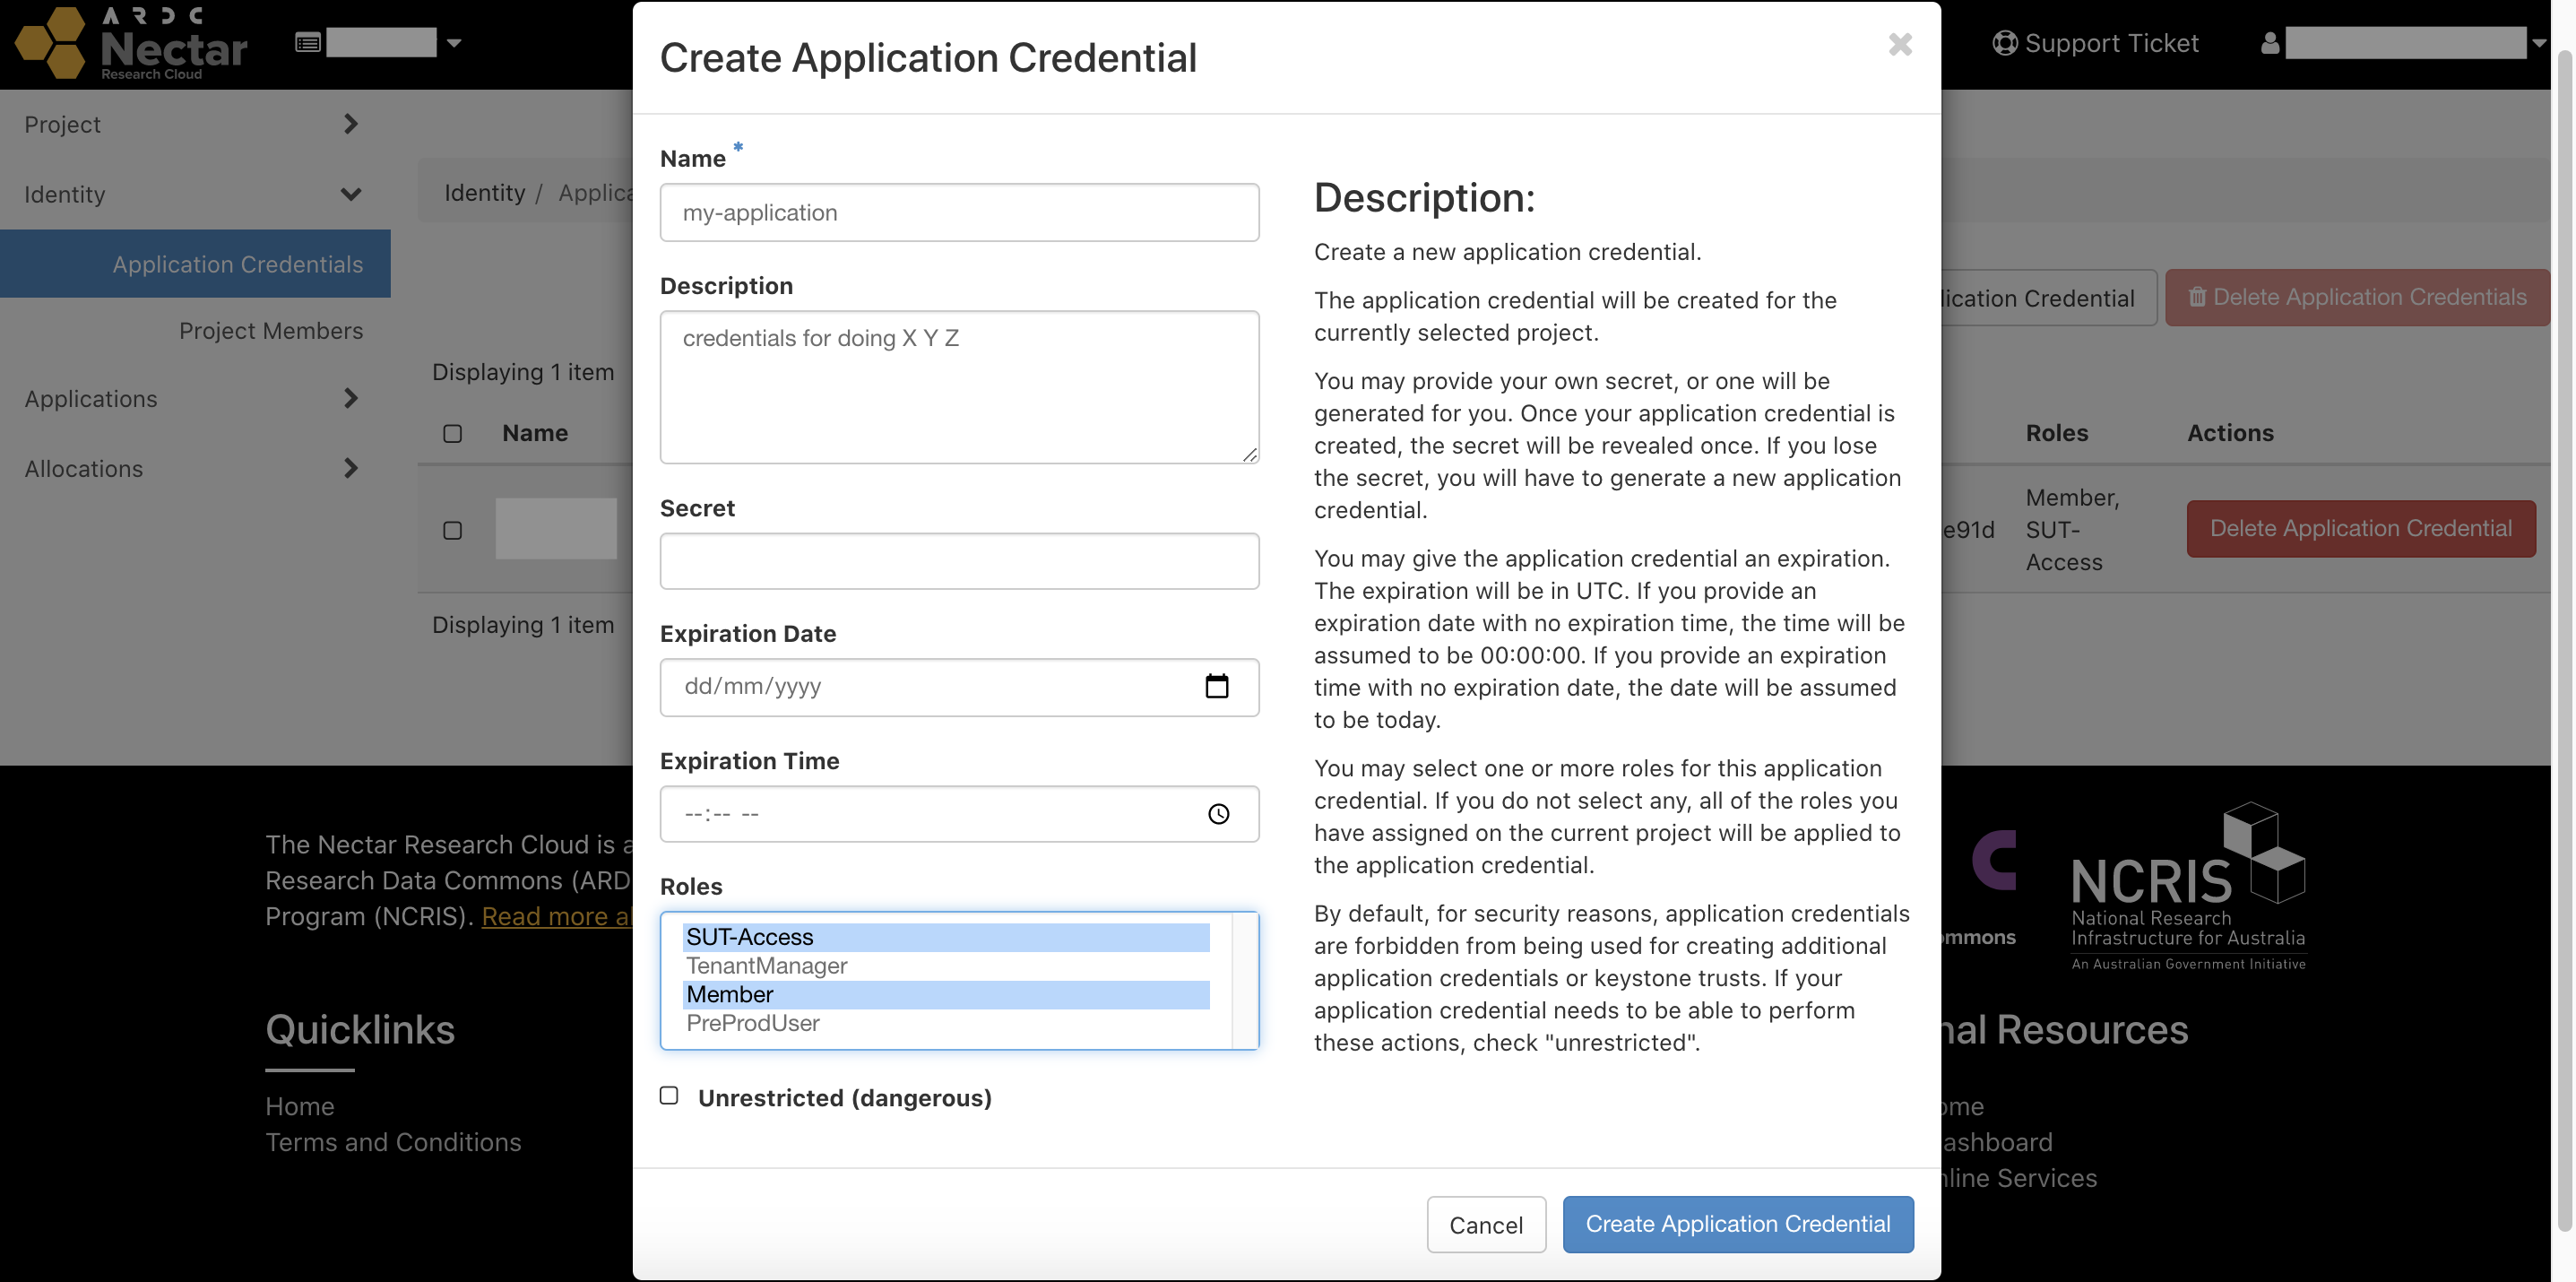 ARDC
Nectar
Research Cloud
Support Ticket
Project
Identity
Application Credentials
Project Members
Applications
Allocations
Identity / Applica
lication Credential
Delete Application Credentials
Displaying 1 item
Name
Roles
Actions
e91d
Member,
SUT-
Access
Delete Application Credential
Displaying 1 item
Create Application Credential
Name *
my-application
Description
credentials for doing X Y Z
Secret
Expiration Date
dd/mm/yyyy
Expiration Time
--:-- --
Roles
SUT-Access
TenantManager
Member
PreProdUser
Unrestricted (dangerous)
Description:
Create a new application credential.
The application credential will be created for the
currently selected project.
You may provide your own secret, or one will be
generated for you. Once your application credential is
created, the secret will be revealed once. If you lose
the secret, you will have to generate a new application
credential.
You may give the application credential an expiration.
The expiration will be in UTC. If you provide an
expiration date with no expiration time, the time will be
assumed to be 00:00:00. If you provide an expiration
time with no expiration date, the date will be assumed
to be today.
You may select one or more roles for this application
credential. If you do not select any, all of the roles you
have assigned on the current project will be applied to
the application credential.
By default, for security reasons, application credentials
are forbidden from being used for creating additional
application credentials or keystone trusts. If your
application credential needs to be able to perform
these actions, check "unrestricted".
Cancel
Create Application Credential
The Nectar Research Cloud is a
Research Data Commons (ARD
Program (NCRIS). Read more a
ommons
NCRIS
National Research
Infrastructure for Australia
An Australian Government Initiative
Quicklinks
Home
Terms and Conditions
nal Resources
ome
ashboard
nline Services